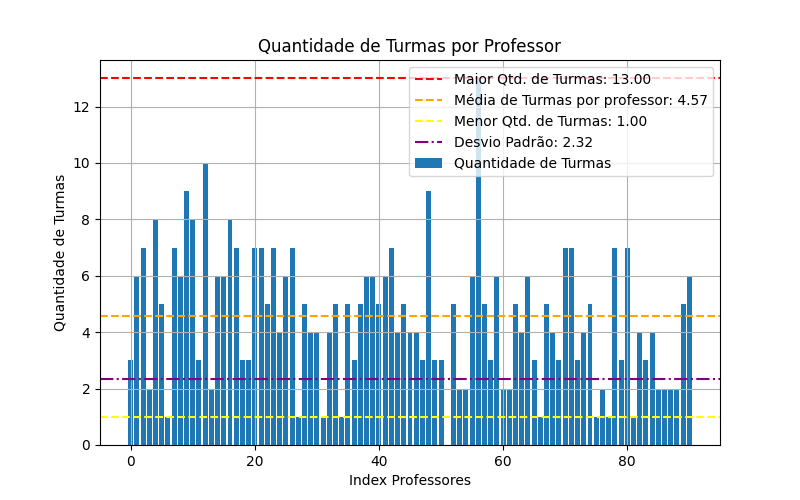 Quantidade de Turmas por Professor
Maior Qtd. de Turmas: 13.00
Média de Turmas por professor: 4.57
Menor Qtd. de Turmas: 1.00
Desvio Padrão: 2.32
Quantidade de Turmas
Quantidade de Turmas
12
10
8
6
4
2
0
0 20 40 60 80
Index Professores